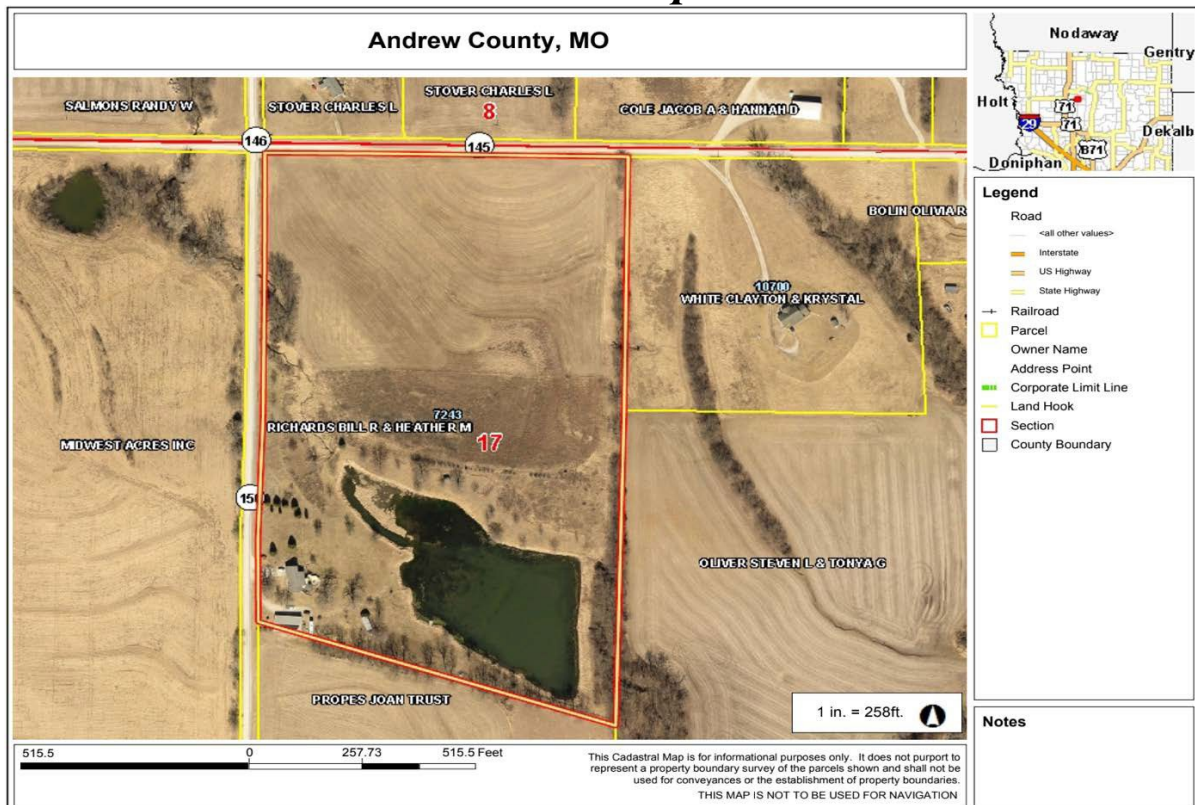 Andrew County, MO
SALMONS RANDY W
STOVER CHARLES L
STOVER CHARLES L
8
COLE JACOB A & HANNAH D
146
145
BOLIN OLIVIA R
10700
WHITE CLAYTON & KRYSTAL
7243
RICHARDS BILL R & HEATHER M
17
MIDWEST ACRES INC
OLIVER STEVEN L & TONYA G
PROPES JOAN TRUST
1 in. = 258ft.
515.5 0 257.73 515.5 Feet
This Cadastral Map is for informational purposes only. It does not purport to
represent a property boundary survey of the parcels shown and shall not be
used for conveyances or the establishment of property boundaries.
THIS MAP IS NOT TO BE USED FOR NAVIGATION
Nodaway
Gentry
Holt
71
29
71
Dekalb
B71
Doniphan
Legend
Road
<all other values>
Interstate
US Highway
State Highway
Railroad
Parcel
Owner Name
Address Point
Corporate Limit Line
Land Hook
Section
County Boundary
Notes